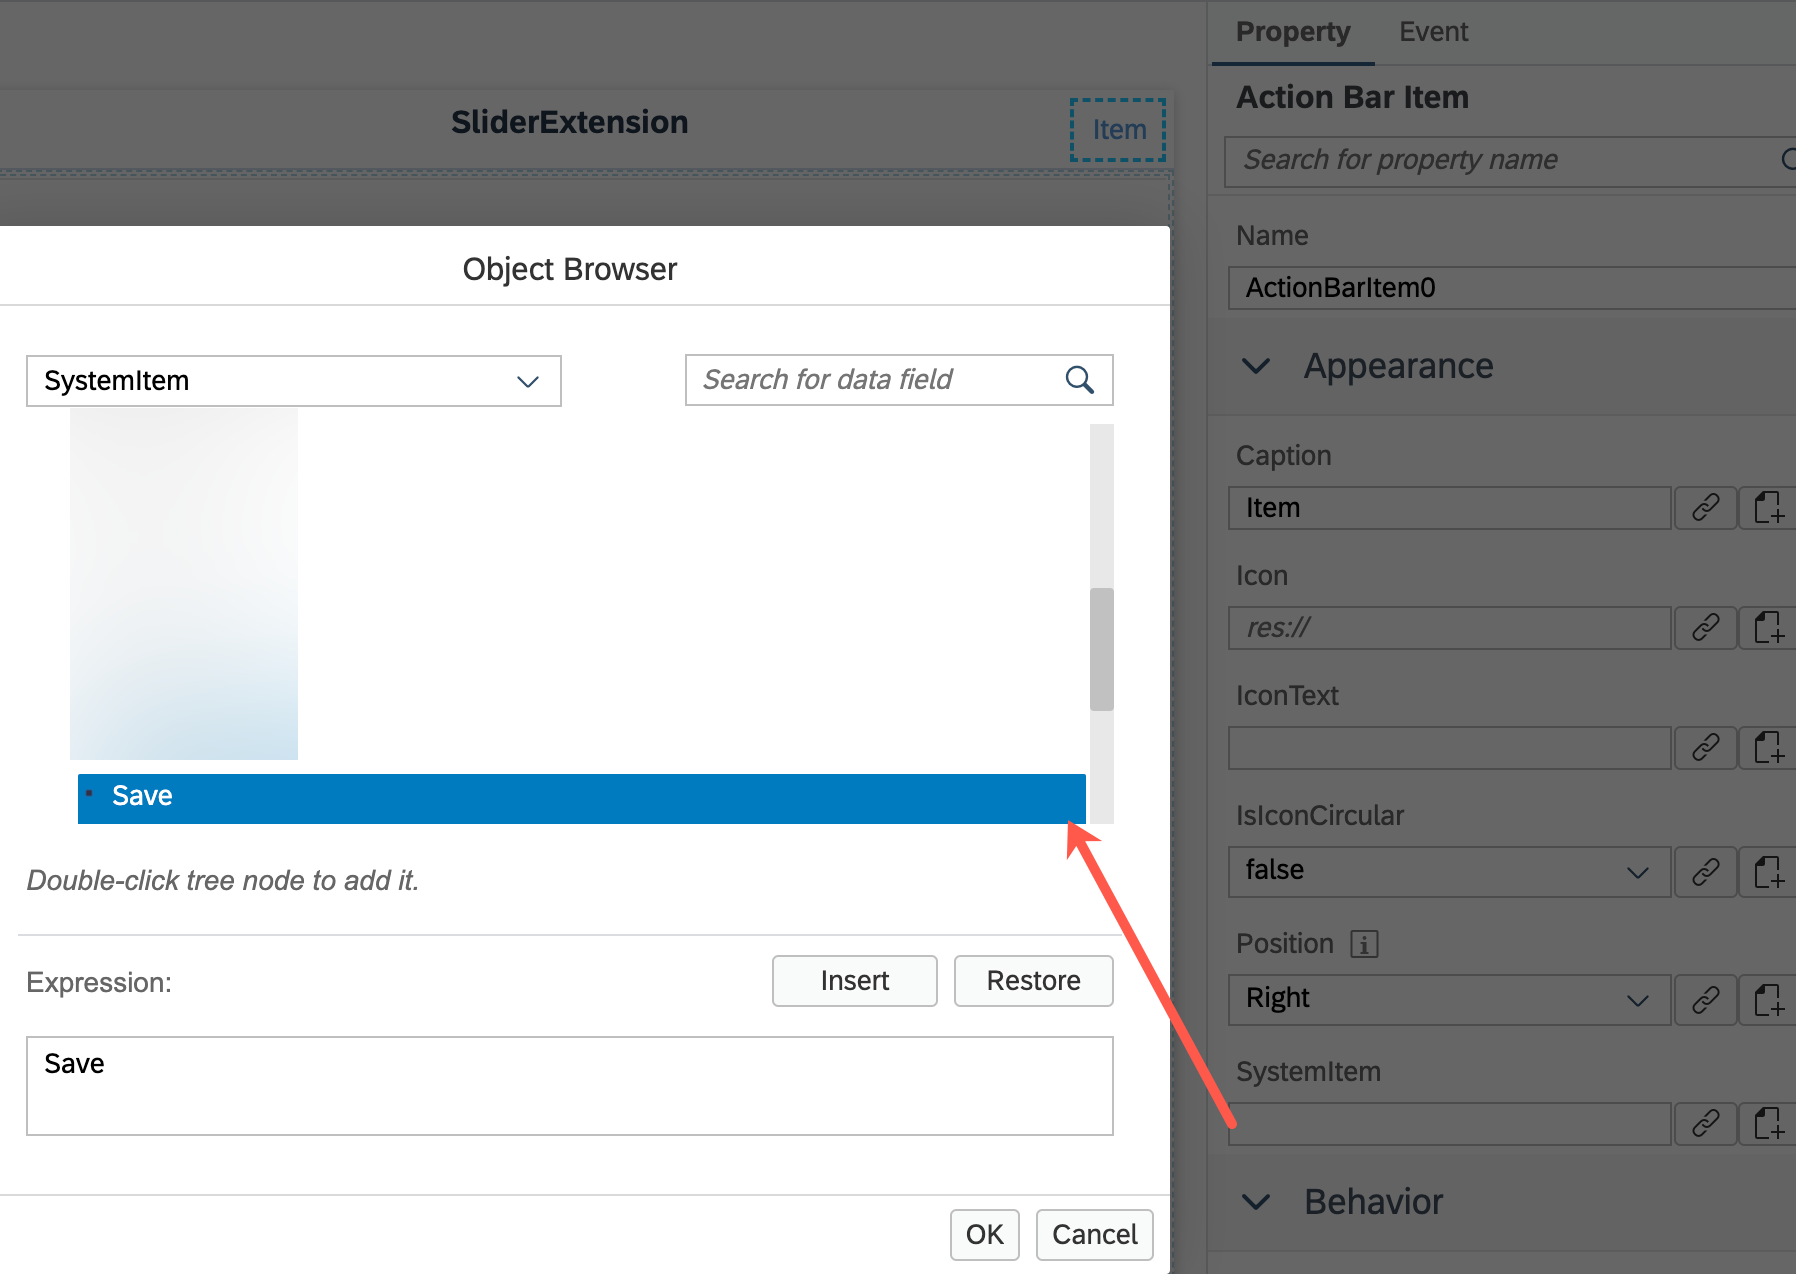 SliderExtension
Item
Object Browser
SystemItem
Search for data field
Save
Double-click tree node to add it.
Expression:
Insert
Restore
Save
OK
Cancel
Property
Event
Action Bar Item
Search for property name
Name
ActionBarItem0
Appearance
Caption
Item
Icon
res://
IconText
IsIconCircular
false
Position
Right
SystemItem
Behavior